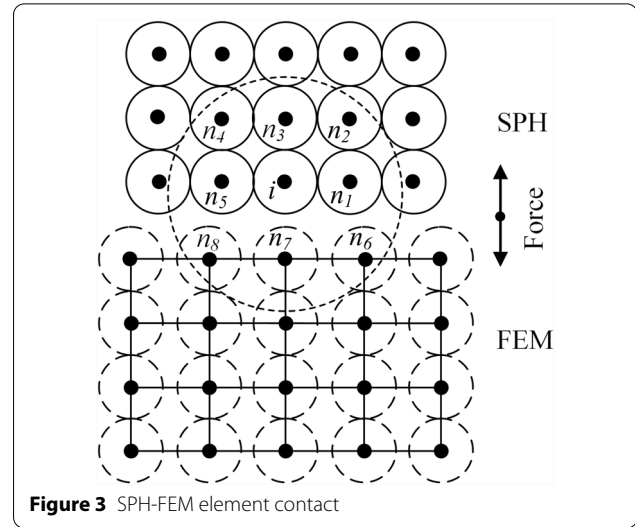 n4 n3 n2
SPH
n5 i n1
Force
n8 n7 n6
FEM
Figure 3 SPH-FEM element contact